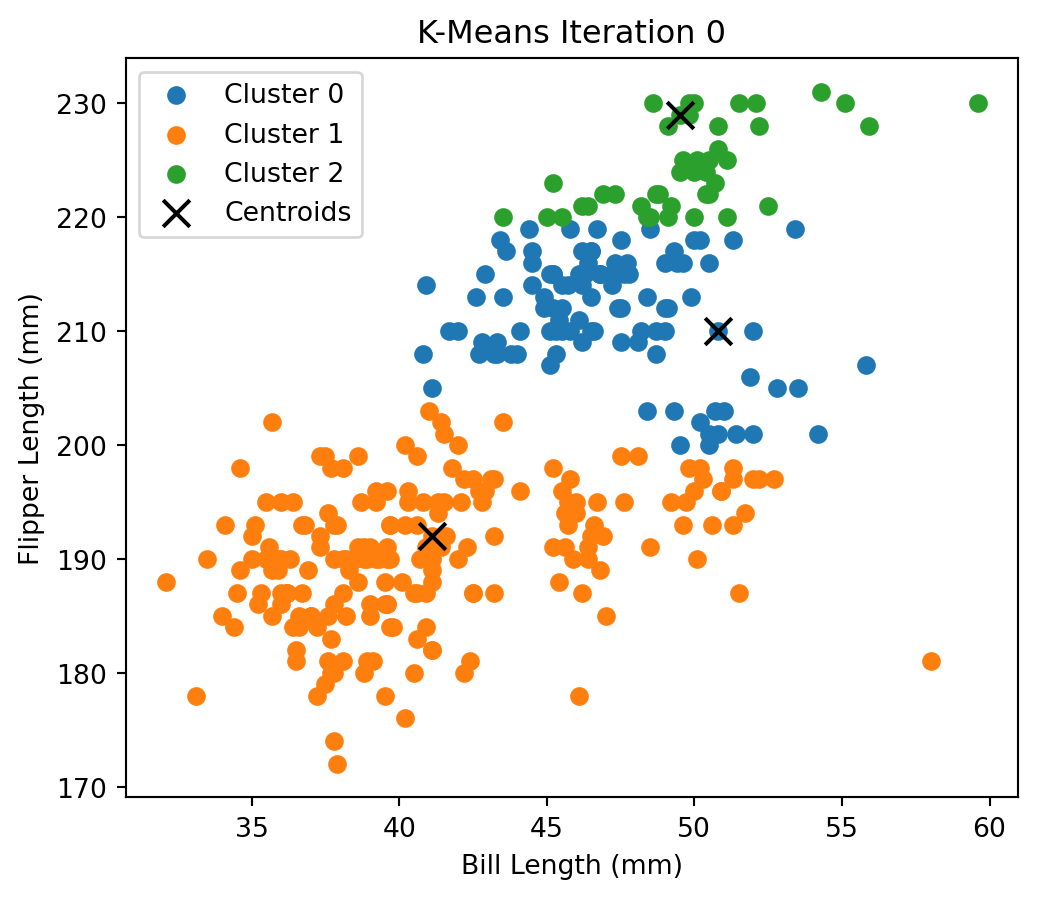 K-Means Iteration 0
Cluster 0
Cluster 1
Cluster 2
Centroids
Flipper Length (mm)
230
220
210
200
190
180
170
35 40 45 50 55 60
Bill Length (mm)